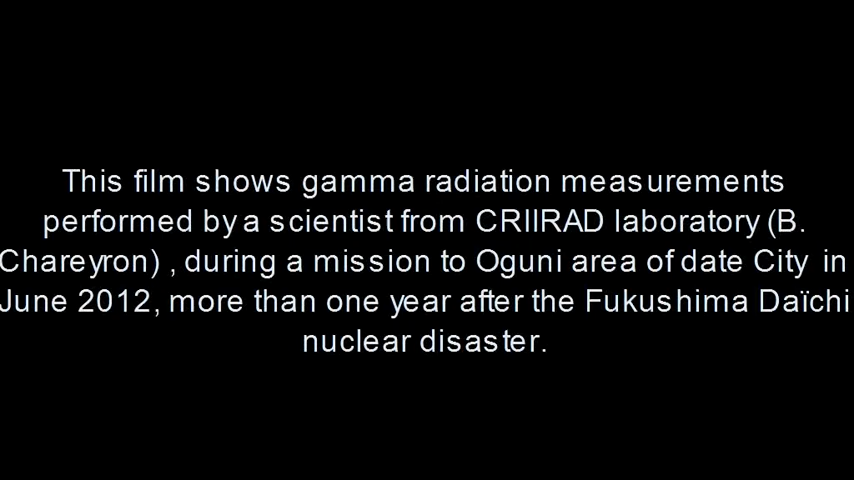 This film shows gamma radiation measurements
performed by a scientist from CRIIRAD laboratory (B.
Chareyron) , during a mission to Oguni area of date City in
June 2012, more than one year after the Fukushima Daïchi
nuclear disaster.